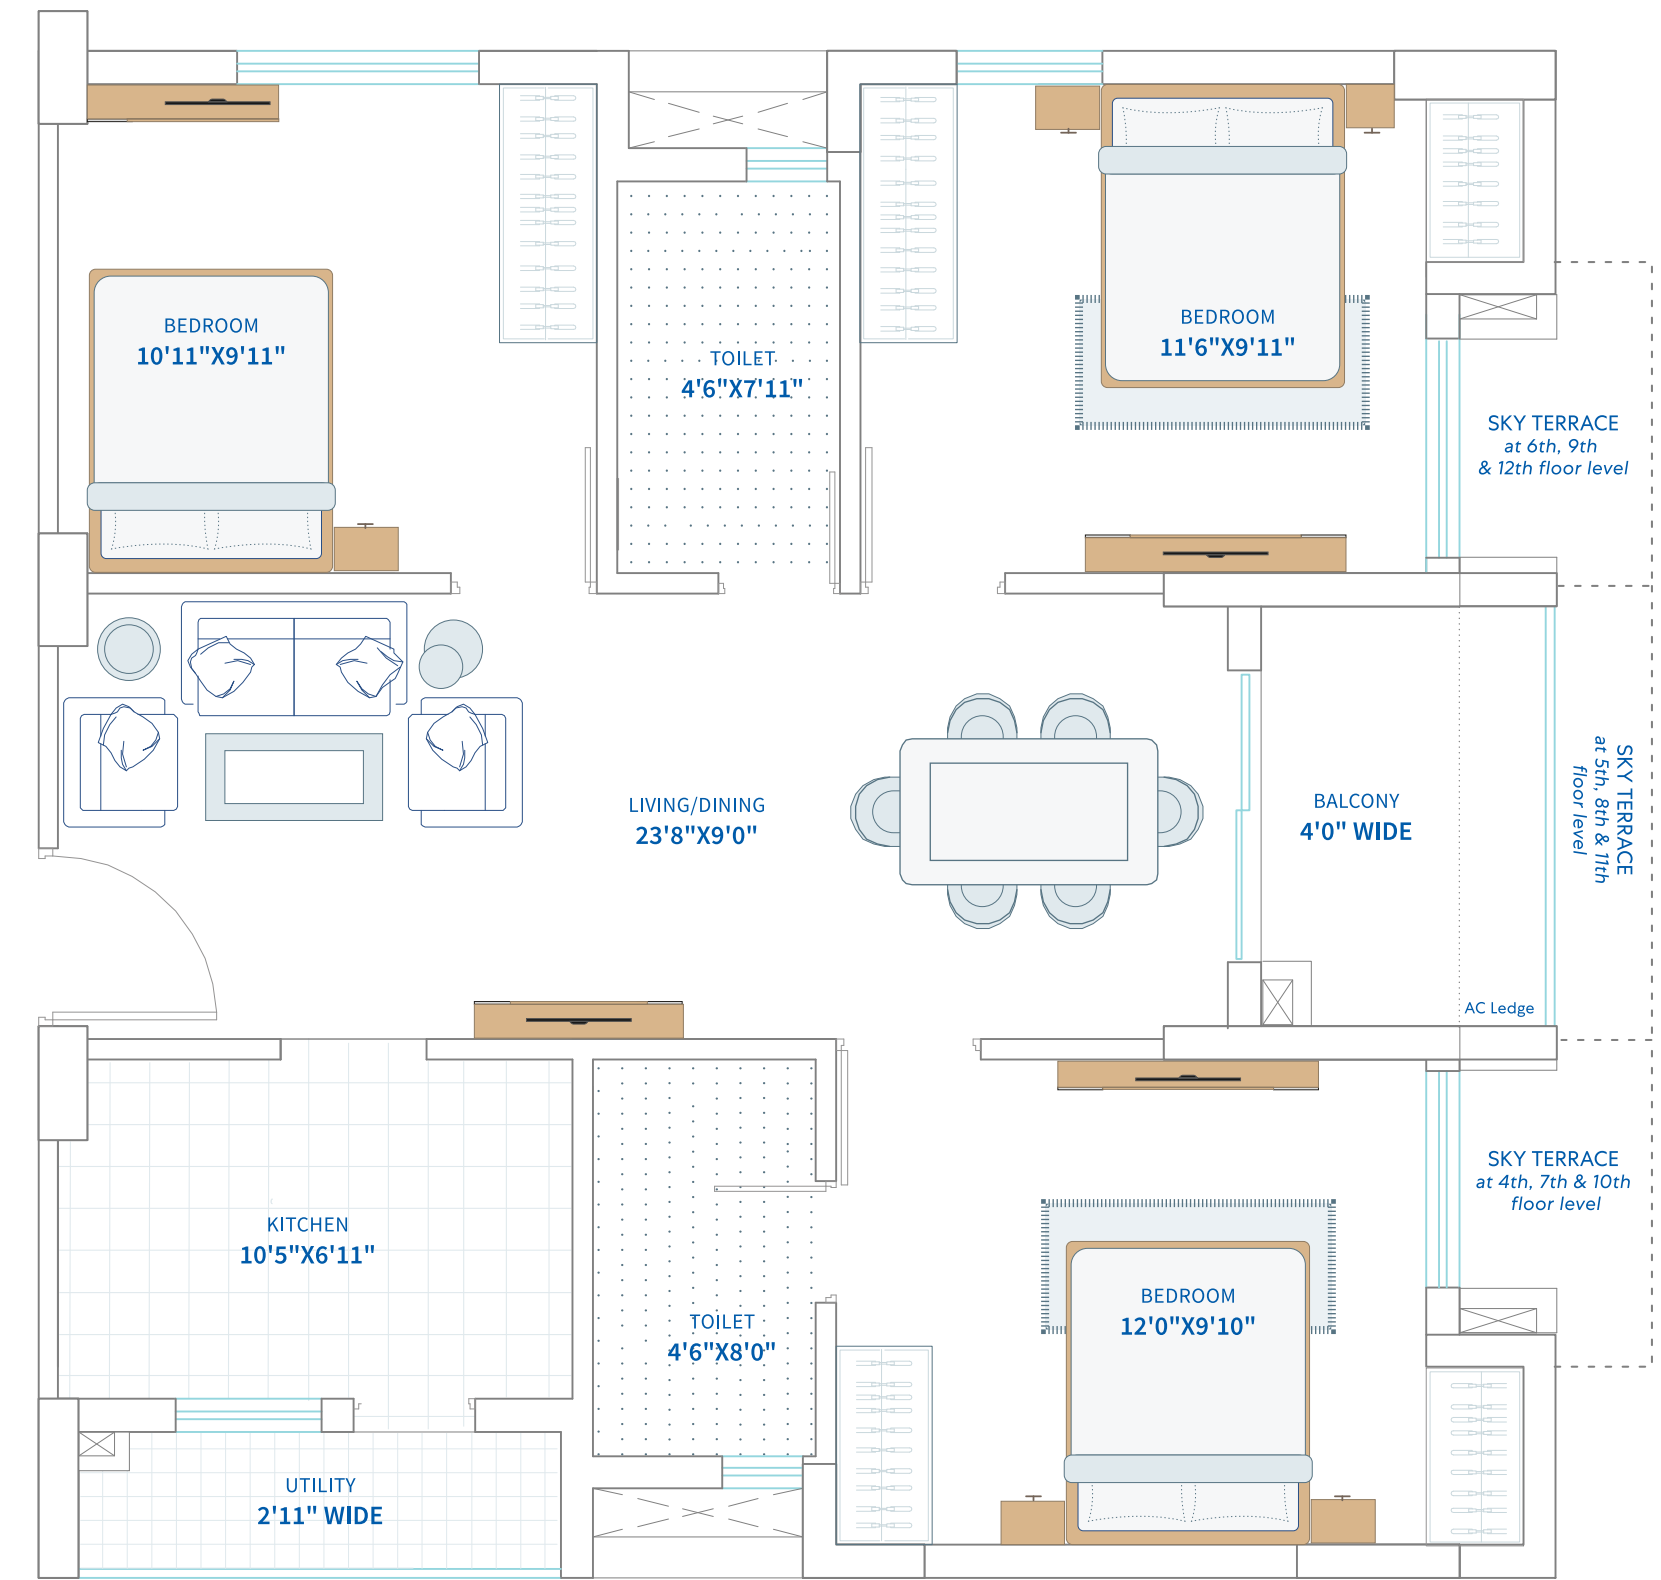 BEDROOM
10'11"X9'11"
TOILET
4'6"X7'11"
BEDROOM
11'6"X9'11"
SKY TERRACE
at 6th, 9th
& 12th floor level
LIVING/DINING
23'8"X9'0"
BALCONY
4'0" WIDE
SKY TERRACE
at 5th, 8th & 11th
floor level
AC Ledge
KITCHEN
10'5"X6'11"
TOILET
4'6"X8'0"
BEDROOM
12'0"X9'10"
SKY TERRACE
at 4th, 7th & 10th
floor level
UTILITY
2'11" WIDE